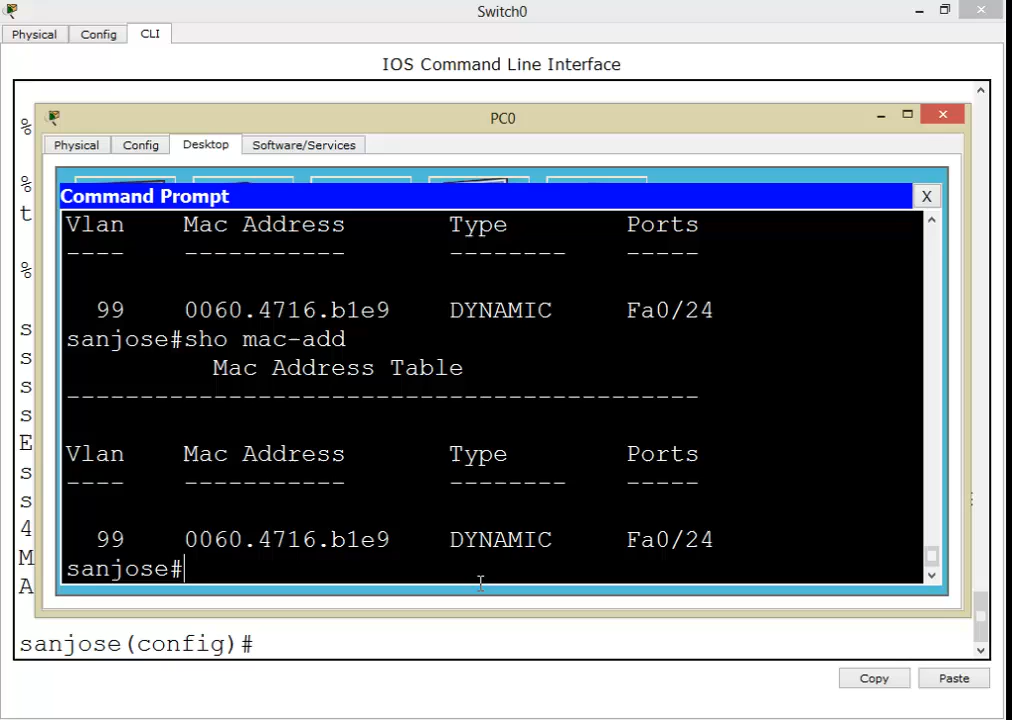 Switch0
Physical Config CLI
IOS Command Line Interface
%
PC0
Physical Config Desktop Software/Services
%
Command Prompt X
t
Vlan Mac Address Type Ports
---- ----------- -------- -----
%
99 0060.4716.b1e9 DYNAMIC Fa0/24
s
sanjose#sho mac-add
s
Mac Address Table
s
-------------------------------------------
s
E
Vlan Mac Address Type Ports
s
---- ----------- -------- -----
s
4
99 0060.4716.b1e9 DYNAMIC Fa0/24
M
sanjose#
A
sanjose(config)#
Copy Paste